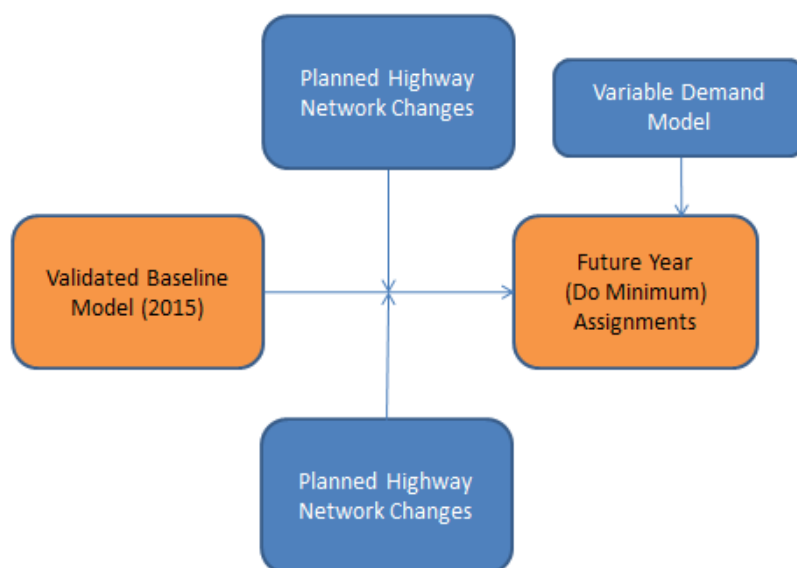 Planned Highway
Network Changes
Variable Demand
Model
Validated Baseline
Model (2015)
Future Year
(Do Minimum)
Assignments
Planned Highway
Network Changes